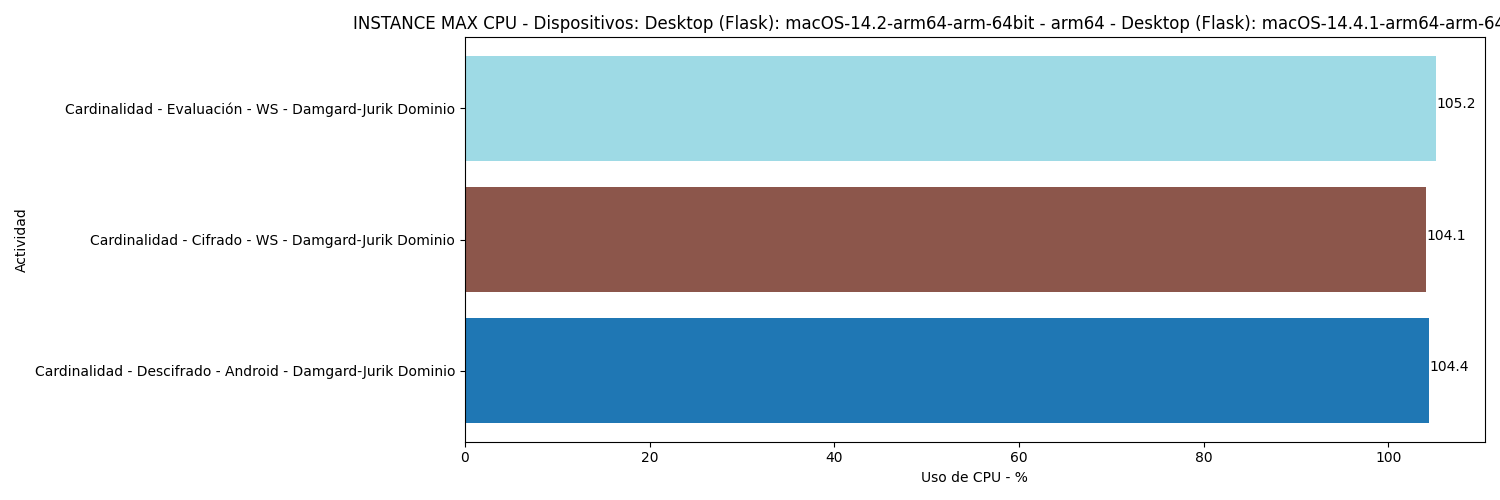 INSTANCE MAX CPU - Dispositivos: Desktop (Flask): macOS-14.2-arm64-arm-64bit - arm64 - Desktop (Flask): macOS-14.4.1-arm64-arm-64
Actividad
Cardinalidad - Evaluación - WS - Damgard-Jurik Dominio
105.2
Cardinalidad - Cifrado - WS - Damgard-Jurik Dominio
104.1
Cardinalidad - Descifrado - Android - Damgard-Jurik Dominio
104.4
0 20 40 60 80 100
Uso de CPU - %